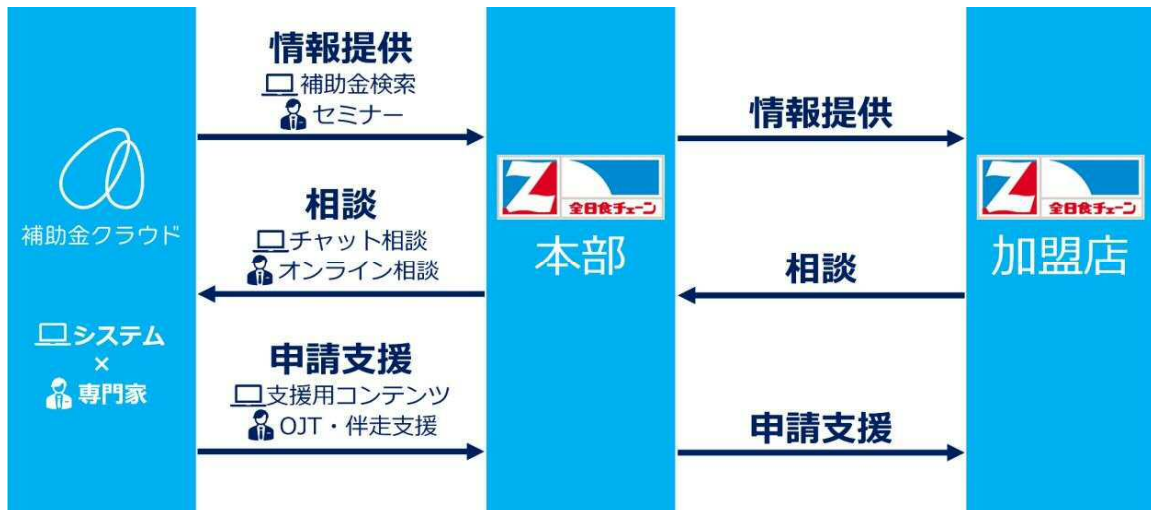 補助金クラウド
システム
×
専門家
情報提供
補助金検索
セミナー
相談
チャット相談
オンライン相談
申請支援
支援用コンテンツ
OJT・伴走支援
Z 全日食チェーン
本部
情報提供
相談
申請支援
Z 全日食チェーン
加盟店